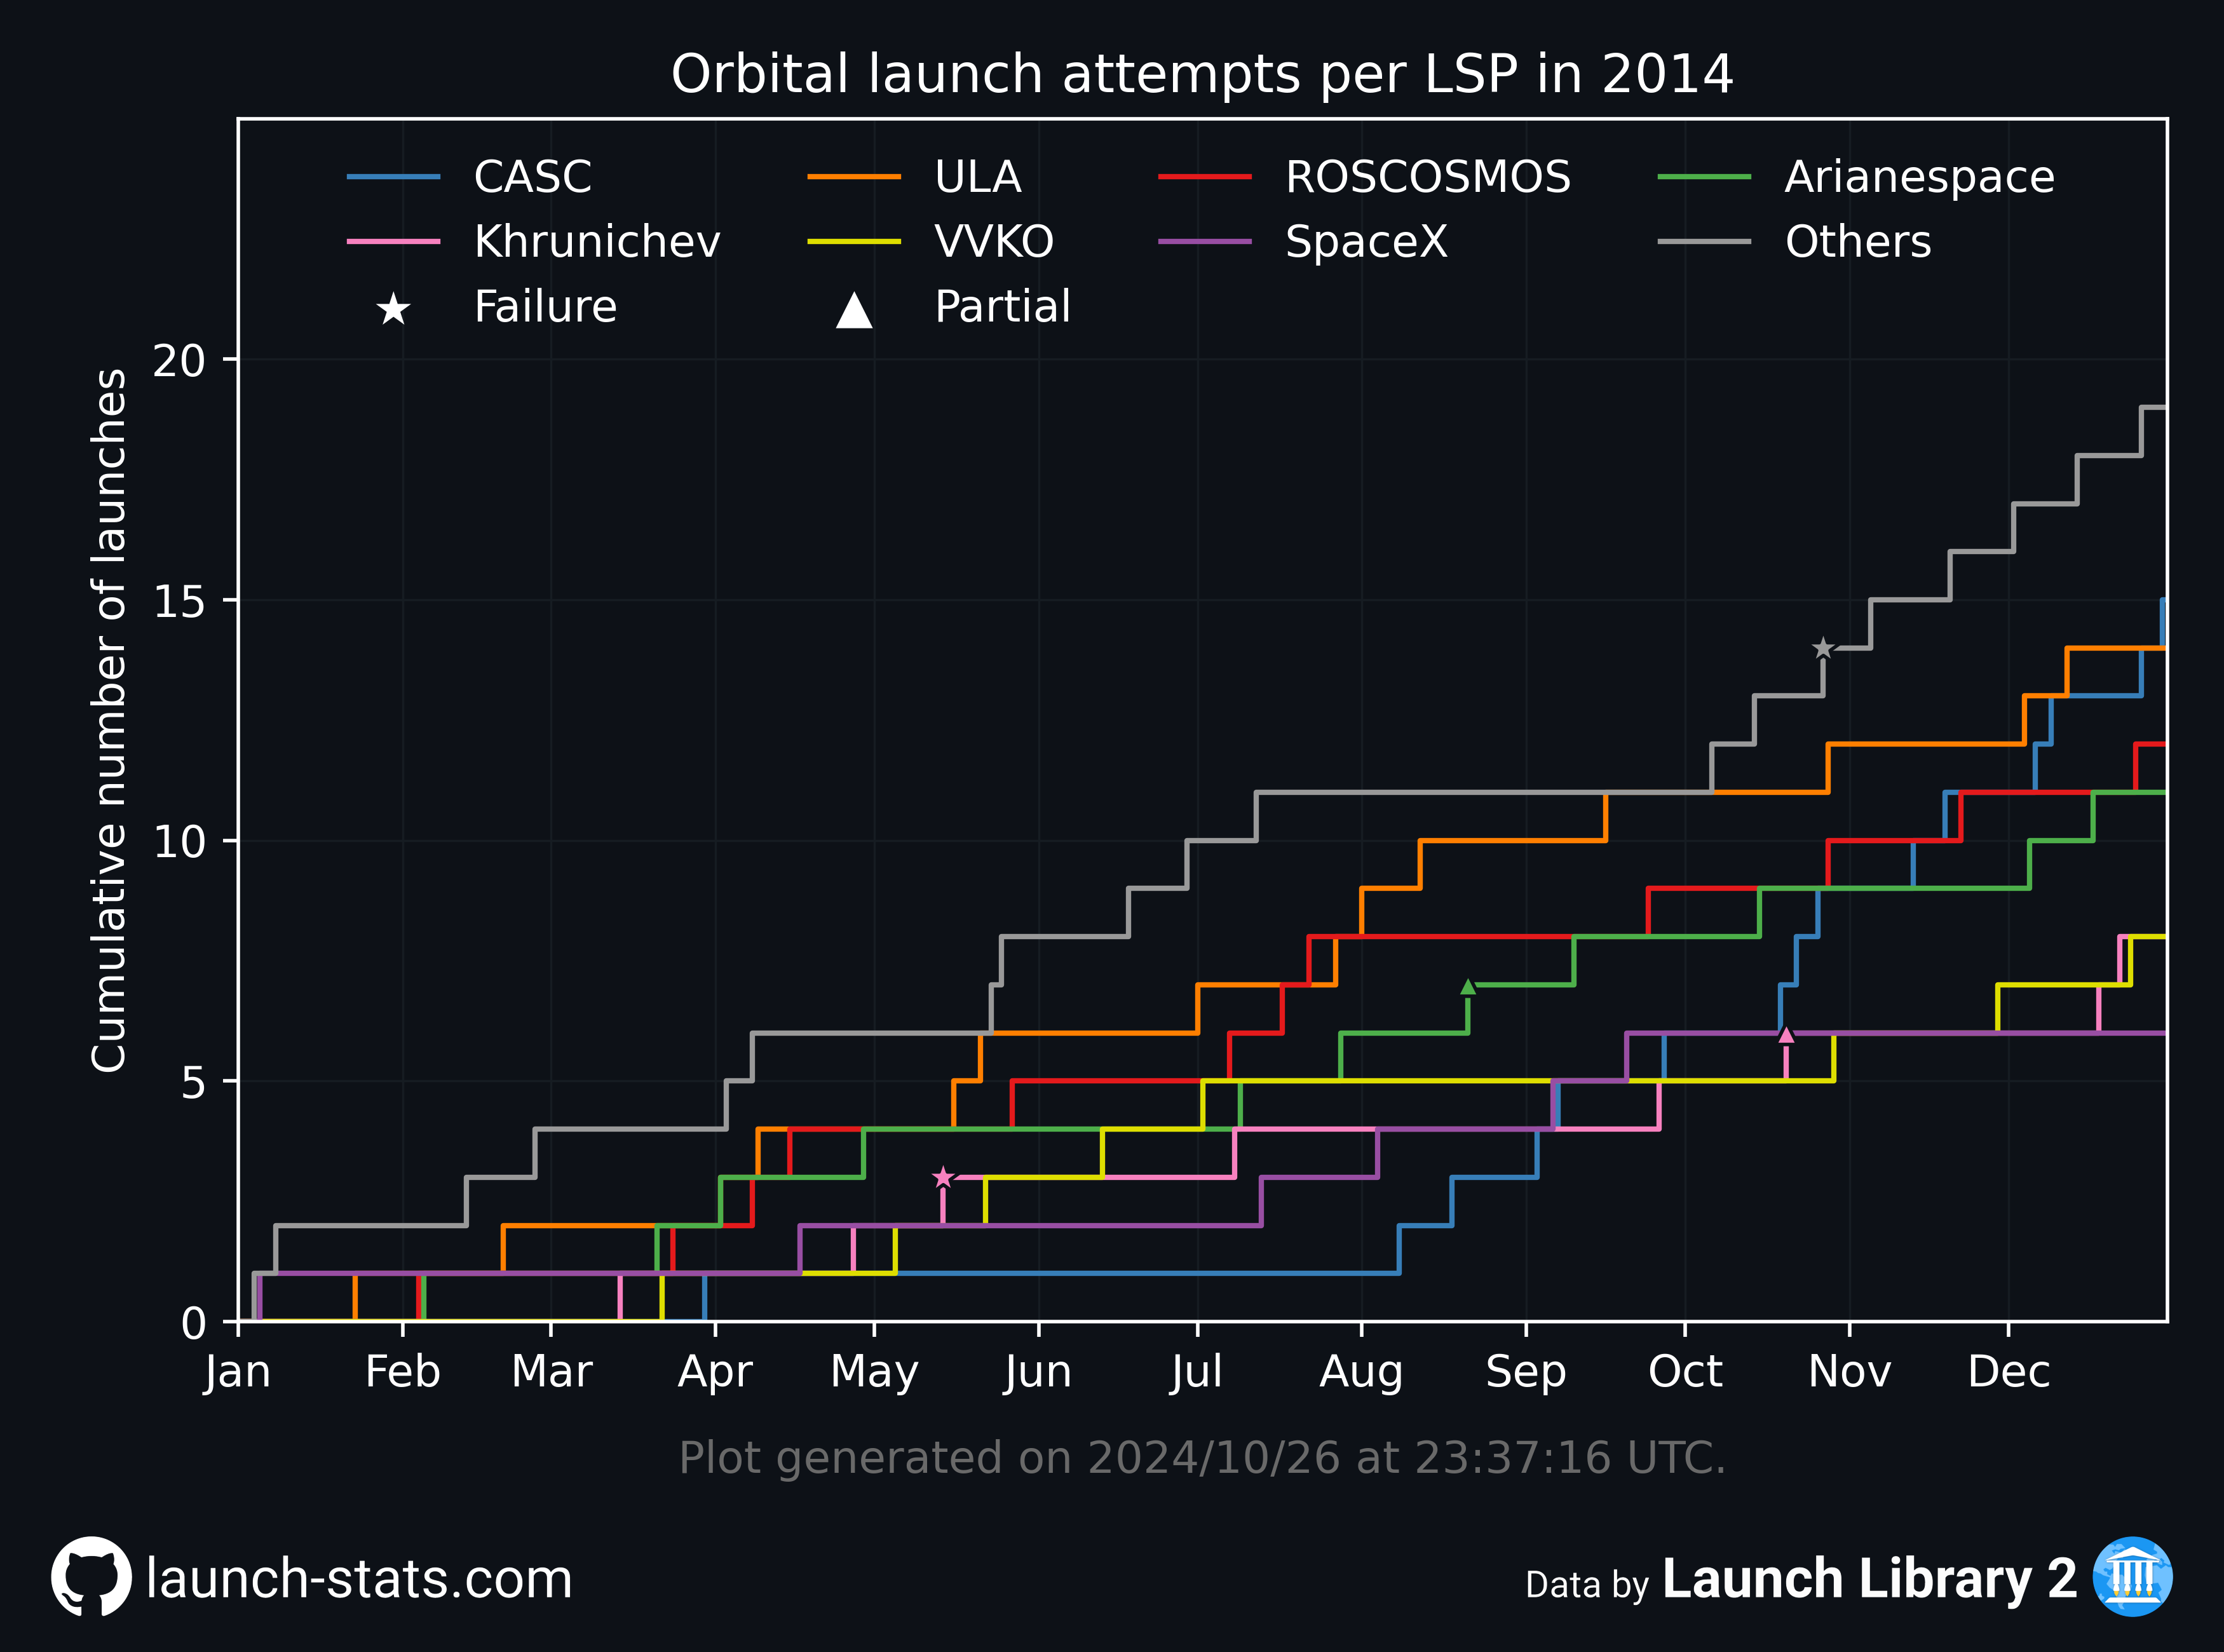 Orbital launch attempts per LSP in 2014
CASC
ULA
ROSCOSMOS
Arianespace
Khrunichev
VVKO
SpaceX
Others
Failure
Partial
Cumulative number of launches
20
15
10
5
0
Jan Feb Mar Apr May Jun Jul Aug Sep Oct Nov Dec
Plot generated on 2024/10/26 at 23:37:16 UTC.
launch-stats.com
Data by Launch Library 2